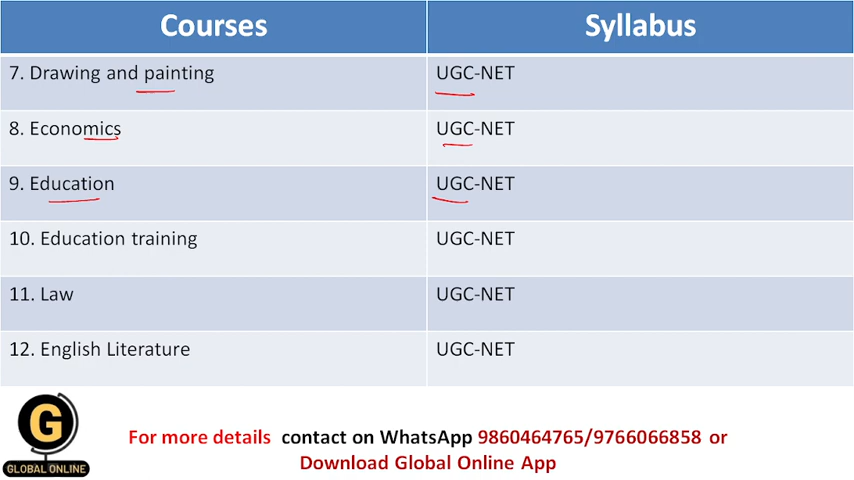 Courses Syllabus
7. Drawing and painting UGC-NET
8. Economics UGC-NET
9. Education UGC-NET
10. Education training UGC-NET
11. Law UGC-NET
12. English Literature UGC-NET
G
GLOBAL ONLINE
For more details contact on WhatsApp 9860464765/9766066858 or
Download Global Online App